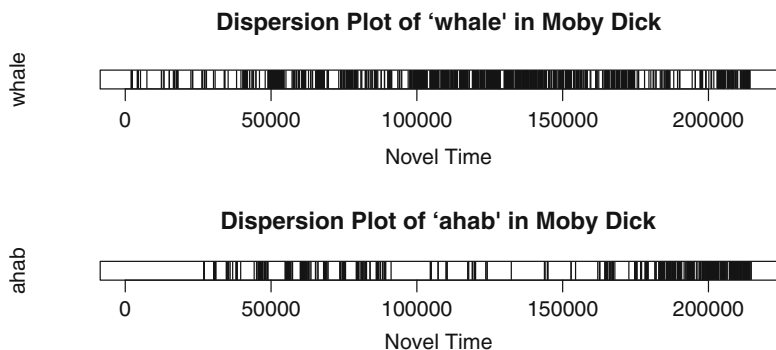 Dispersion Plot of ‘whale' in Moby Dick
whale
0 50000 100000 150000 200000
Novel Time
Dispersion Plot of ‘ahab' in Moby Dick
ahab
0 50000 100000 150000 200000
Novel Time